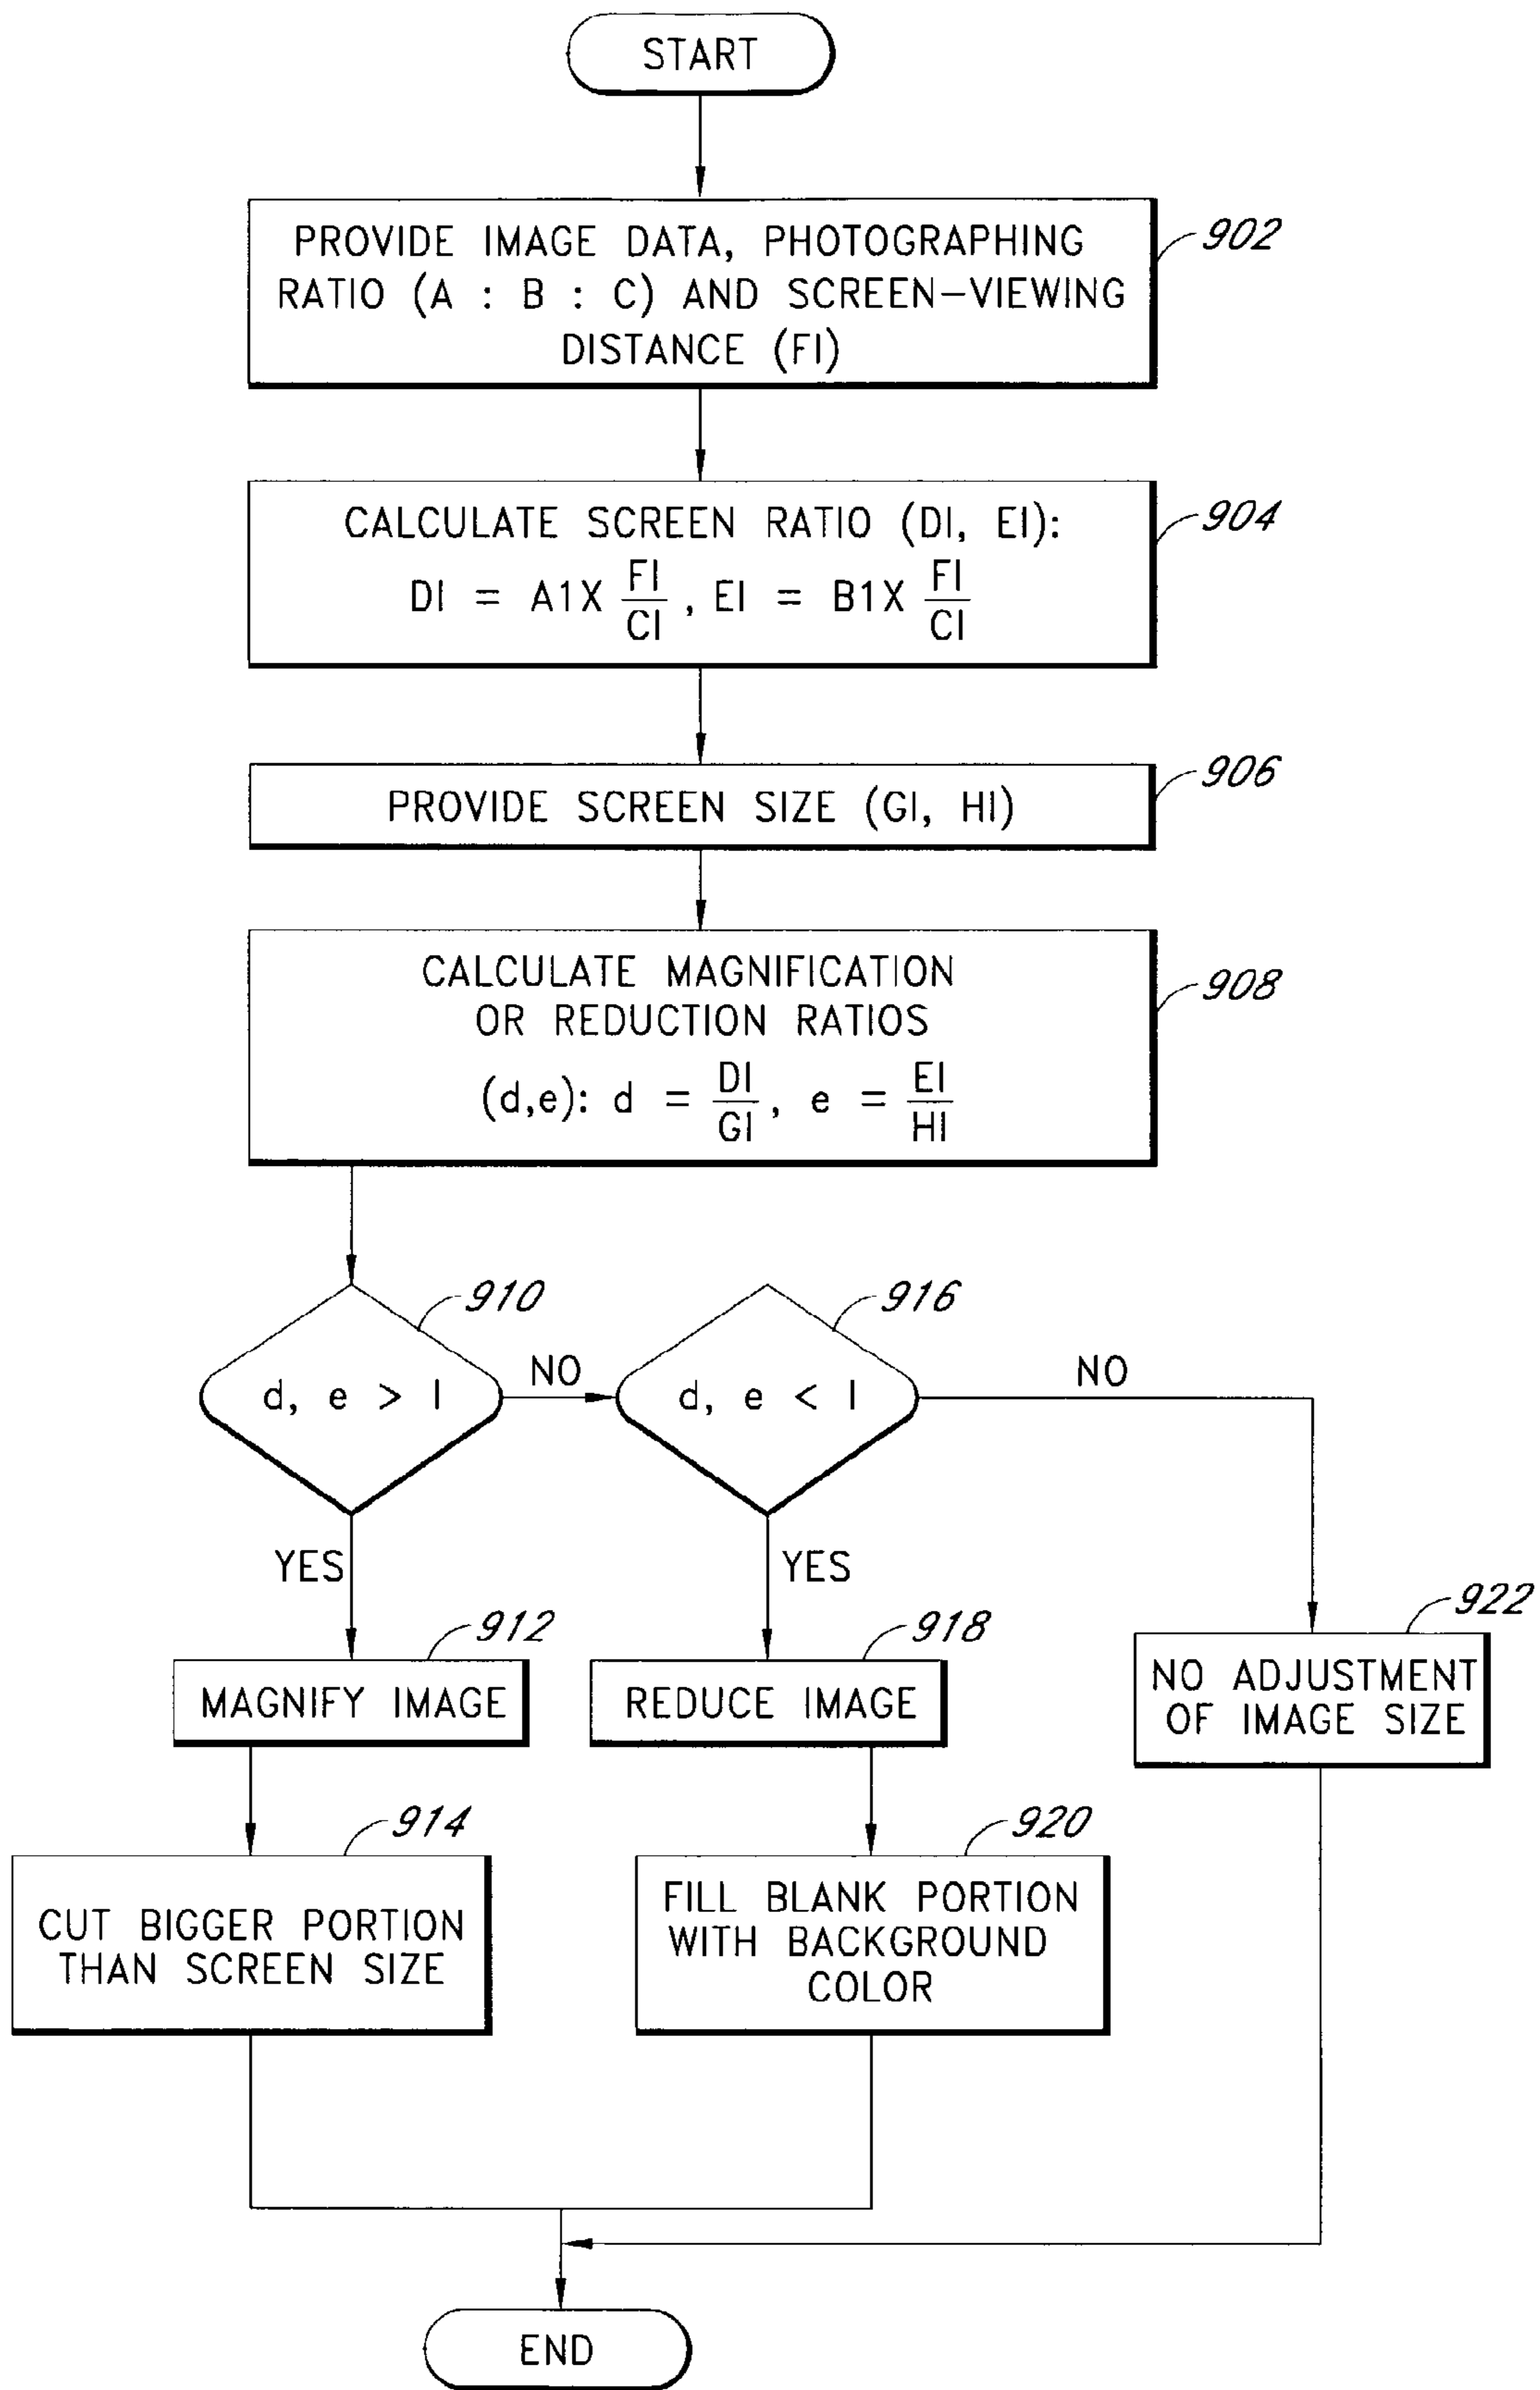 START
PROVIDE IMAGE DATA, PHOTOGRAPHING
RATIO (A : B : C) AND SCREEN-VIEWING
DISTANCE (FI)
902
CALCULATE SCREEN RATIO (DI, EI):
DI = A1X FI/CI, EI = B1X FI/CI
904
PROVIDE SCREEN SIZE (GI, HI)
906
CALCULATE MAGNIFICATION
OR REDUCTION RATIOS
(d,e): d = DI/GI, e = EI/HI
908
d, e > I
910
NO
d, e < I
916
NO
YES
YES
MAGNIFY IMAGE
912
REDUCE IMAGE
918
NO ADJUSTMENT
OF IMAGE SIZE
922
CUT BIGGER PORTION
THAN SCREEN SIZE
914
FILL BLANK PORTION
WITH BACKGROUND
COLOR
920
END